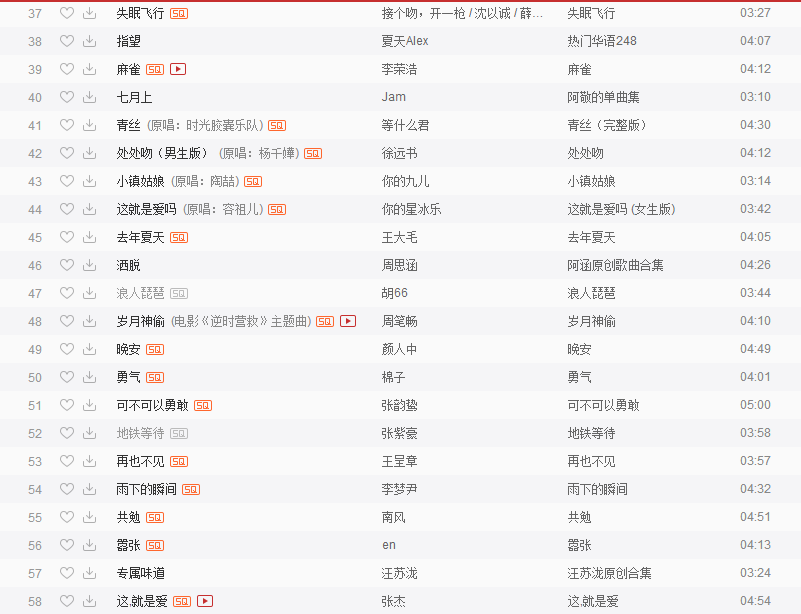 37 失眠飞行 SQ 接个吻，开一枪 / 沈以诚 / 薛... 失眠飞行 03:27
38 指望 夏天Alex 热门华语248 04:07
39 麻雀 SQ 李荣浩 麻雀 04:12
40 七月上 Jam 阿敬的单曲集 03:10
41 青丝 (原唱：时光胶囊乐队) SQ 等什么君 青丝（完整版） 04:30
42 处处吻（男生版） (原唱：杨千嬅) SQ 徐远书 处处吻 04:12
43 小镇姑娘 (原唱：陶喆) SQ 你的九儿 小镇姑娘 03:14
44 这就是爱吗 (原唱：容祖儿) SQ 你的星冰乐 这就是爱吗 (女生版) 03:42
45 去年夏天 SQ 王大毛 去年夏天 04:05
46 洒脱 周思涵 阿涵原创歌曲合集 04:26
47 浪人琵琶 SQ 胡66 浪人琵琶 03:44
48 岁月神偷 (电影《逆时营救》主题曲) SQ 周笔畅 岁月神偷 04:10
49 晚安 SQ 颜人中 晚安 04:49
50 勇气 SQ 棉子 勇气 04:01
51 可不可以勇敢 SQ 张韵蛰 可不可以勇敢 05:00
52 地铁等待 SQ 张紫豪 地铁等待 03:58
53 再也不见 SQ 王呈章 再也不见 03:57
54 雨下的瞬间 SQ 李梦尹 雨下的瞬间 04:32
55 共勉 SQ 南风 共勉 04:51
56 嚣张 SQ en 嚣张 04:13
57 专属味道 汪苏泷 汪苏泷原创合集 03:24
58 这,就是爱 SQ 张杰 这,就是爱 04:54